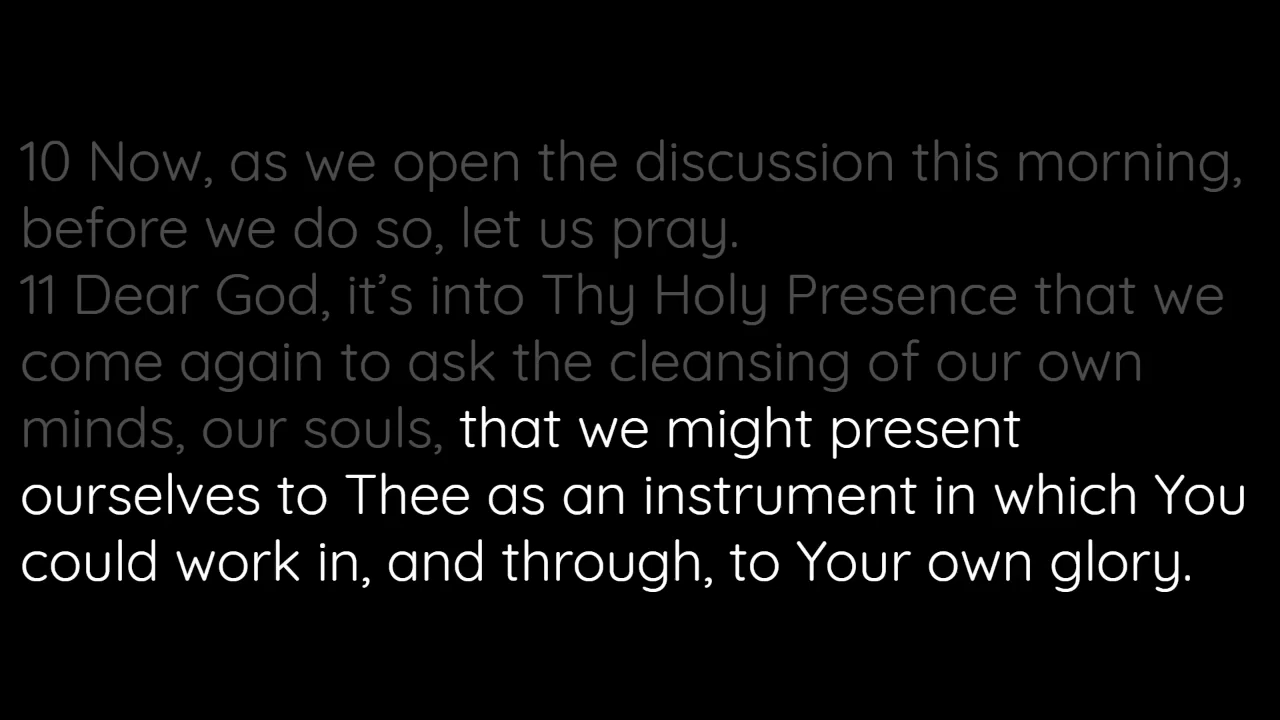 10 Now, as we open the discussion this morning,
before we do so, let us pray.
11 Dear God, it’s into Thy Holy Presence that we
come again to ask the cleansing of our own
minds, our souls, that we might present
ourselves to Thee as an instrument in which You
could work in, and through, to Your own glory.